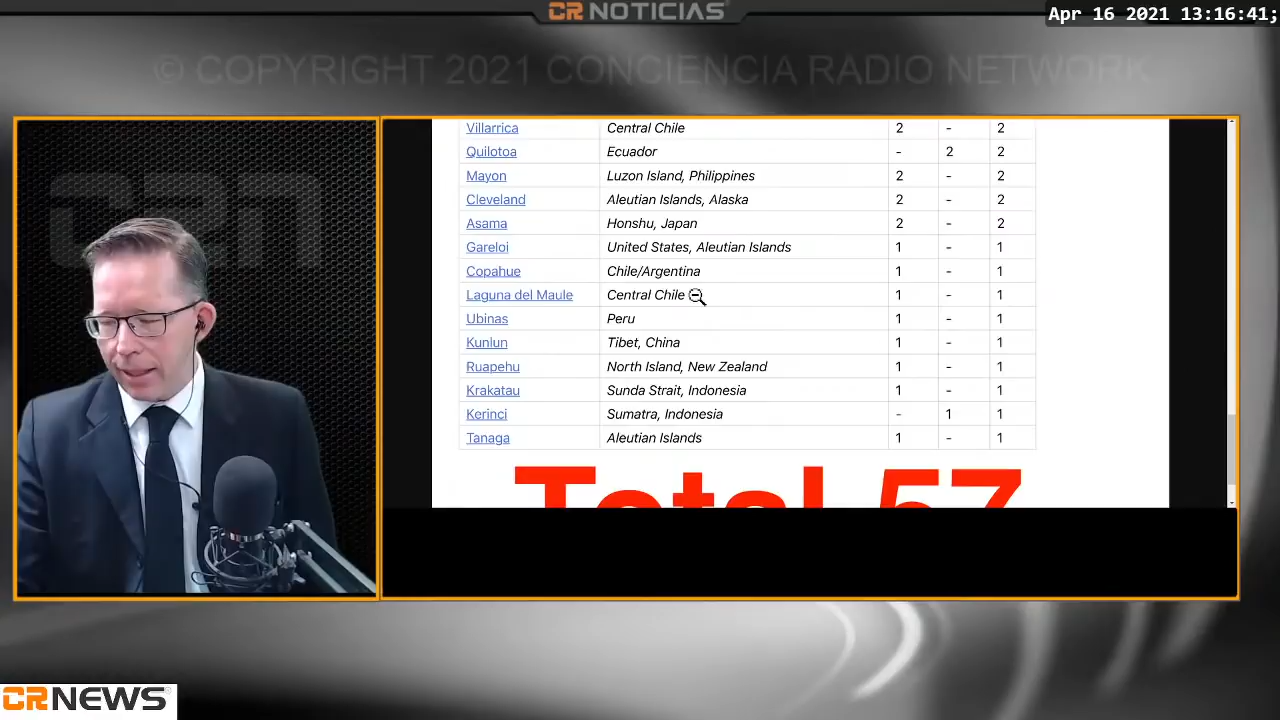 CR NOTICIAS
Apr 16 2021 13:16:41;
© COPYRIGHT 2021 CONCIENCIA RADIO NETWORK
CRN
Villarrica Central Chile 2 - 2
Quilotoa Ecuador - 2 2
Mayon Luzon Island, Philippines 2 - 2
Cleveland Aleutian Islands, Alaska 2 - 2
Asama Honshu, Japan 2 - 2
Gareloi United States, Aleutian Islands 1 - 1
Copahue Chile/Argentina 1 - 1
Laguna del Maule Central Chile 1 - 1
Ubinas Peru 1 - 1
Kunlun Tibet, China 1 - 1
Ruapehu North Island, New Zealand 1 - 1
Krakatau Sunda Strait, Indonesia 1 - 1
Kerinci Sumatra, Indonesia - 1 1
Tanaga Aleutian Islands 1 - 1
Total 57
CRNEWS